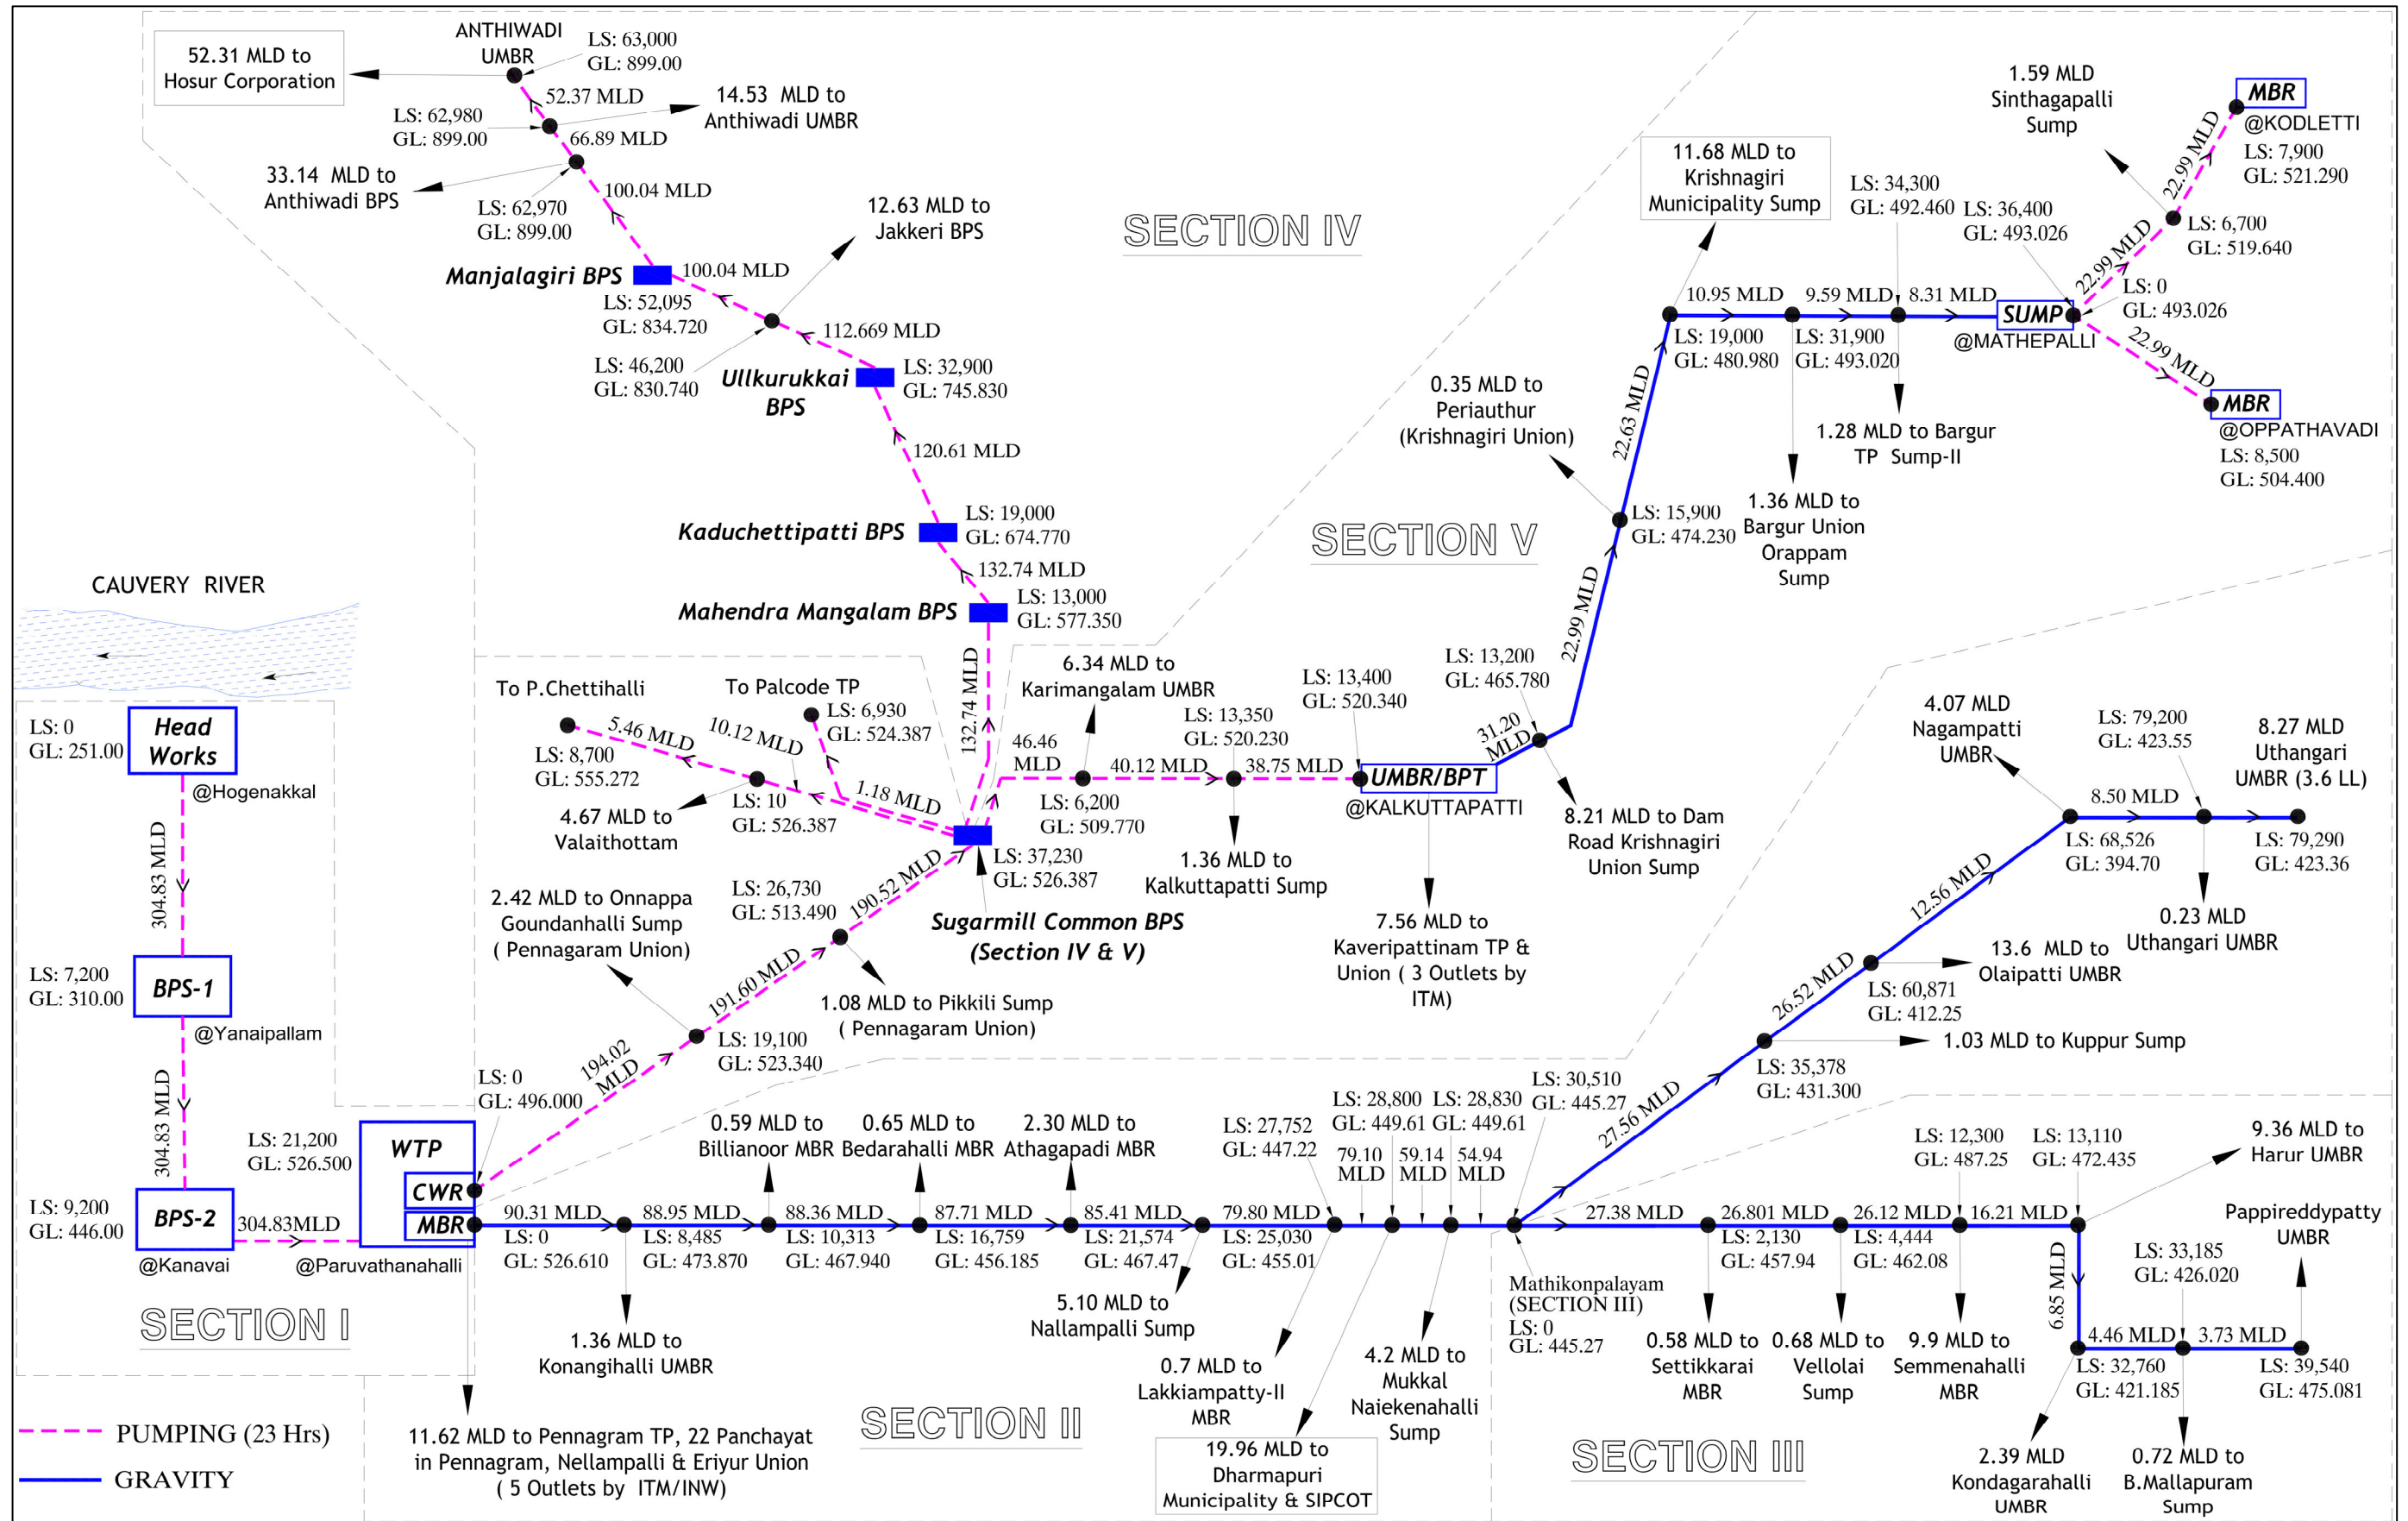 ANTHIWADI
UMBR
LS: 63,000
GL: 899.00
52.31 MLD to
Hosur Corporation
52.37 MLD
14.53 MLD to
Anthiwadi UMBR
LS: 62,980
GL: 899.00
66.89 MLD
33.14 MLD to
Anthiwadi BPS
100.04 MLD
LS: 62,970
GL: 899.00
12.63 MLD to
Jakkeri BPS
SECTION IV
Manjalagiri BPS
100.04 MLD
LS: 52,095
GL: 834.720
112.669 MLD
LS: 46,200
GL: 830.740
Ullkurukkai
BPS
LS: 32,900
GL: 745.830
120.61 MLD
Kaduchettipatti BPS
LS: 19,000
GL: 674.770
132.74 MLD
Mahendra Mangalam BPS
LS: 13,000
GL: 577.350
132.74 MLD
1.59 MLD
Sinthagapalli
Sump
MBR
@KODLETTI
LS: 7,900
GL: 521.290
22.99 MLD
LS: 6,700
GL: 519.640
22.99 MLD
LS: 0
GL: 493.026
22.99 MLD
MBR
@OPPATHAVADI
LS: 8,500
GL: 504.400
11.68 MLD to
Krishnagiri
Municipality Sump
LS: 34,300
GL: 492.460
LS: 36,400
GL: 493.026
10.95 MLD
9.59 MLD
8.31 MLD
SUMP
@MATHEPALLI
LS: 19,000
GL: 480.980
LS: 31,900
GL: 493.020
1.28 MLD to Bargur
TP Sump-II
1.36 MLD to
Bargur Union
Orappam
Sump
0.35 MLD to
Periauthur
(Krishnagiri Union)
22.63 MLD
LS: 15,900
GL: 474.230
SECTION V
22.99 MLD
CAUVERY RIVER
LS: 0
GL: 251.00
Head
Works
@Hogenakkal
304.83 MLD
LS: 7,200
GL: 310.00
BPS-1
@Yanaipallam
304.83 MLD
LS: 9,200
GL: 446.00
BPS-2
@Kanavai
304.83MLD
LS: 21,200
GL: 526.500
WTP
CWR
MBR
@Paruvathanahalli
SECTION I
PUMPING (23 Hrs)
GRAVITY
To P.Chettihalli
To Palcode TP
LS: 6,930
GL: 524.387
5.46 MLD
10.12 MLD
LS: 8,700
GL: 555.272
1.18 MLD
4.67 MLD to
Valaithottam
LS: 10
GL: 526.387
6.34 MLD to
Karimangalam UMBR
46.46
MLD
40.12 MLD
38.75 MLD
LS: 6,200
GL: 509.770
LS: 13,350
GL: 520.230
LS: 13,400
GL: 520.340
LS: 13,200
GL: 465.780
31.20
MLD
UMBR/BPT
@KALKUTTAPATTI
8.21 MLD to Dam
Road Krishnagiri
Union Sump
1.36 MLD to
Kalkuttapatti Sump
7.56 MLD to
Kaveripattinam TP &
Union ( 3 Outlets by
ITM)
LS: 37,230
GL: 526.387
Sugarmill Common BPS
(Section IV & V)
2.42 MLD to Onnappa
Goundanhalli Sump
( Pennagaram Union)
LS: 26,730
GL: 513.490
190.52 MLD
191.60 MLD
1.08 MLD to Pikkili Sump
( Pennagaram Union)
194.02
MLD
LS: 19,100
GL: 523.340
LS: 0
GL: 496.000
4.07 MLD
Nagampatti
UMBR
LS: 79,200
GL: 423.55
8.27 MLD
Uthangari
UMBR (3.6 LL)
8.50 MLD
LS: 68,526
GL: 394.70
LS: 79,290
GL: 423.36
0.23 MLD
Uthangari UMBR
12.56 MLD
13.6 MLD to
Olaipatti UMBR
26.52 MLD
LS: 60,871
GL: 412.25
1.03 MLD to Kuppur Sump
LS: 35,378
GL: 431.300
27.56 MLD
0.59 MLD to
Billianoor MBR
0.65 MLD to
Bedarahalli MBR
2.30 MLD to
Athagapadi MBR
LS: 27,752
GL: 447.22
LS: 28,800
GL: 449.61
LS: 28,830
GL: 449.61
LS: 30,510
GL: 445.27
79.10
MLD
59.14
MLD
54.94
MLD
90.31 MLD
88.95 MLD
88.36 MLD
87.71 MLD
85.41 MLD
79.80 MLD
LS: 0
GL: 526.610
LS: 8,485
GL: 473.870
LS: 10,313
GL: 467.940
LS: 16,759
GL: 456.185
LS: 21,574
GL: 467.47
LS: 25,030
GL: 455.01
1.36 MLD to
Konangihalli UMBR
5.10 MLD to
Nallampalli Sump
0.7 MLD to
Lakkiampatty-II
MBR
4.2 MLD to
Mukkal
Naiekenahalli
Sump
19.96 MLD to
Dharmapuri
Municipality & SIPCOT
11.62 MLD to Pennagram TP, 22 Panchayat
in Pennagram, Nellampalli & Eriyur Union
( 5 Outlets by ITM/INW)
SECTION II
Mathikonpalayam
(SECTION III)
LS: 0
GL: 445.27
27.38 MLD
26.801 MLD
26.12 MLD
16.21 MLD
LS: 2,130
GL: 457.94
LS: 4,444
GL: 462.08
LS: 12,300
GL: 487.25
LS: 13,110
GL: 472.435
9.36 MLD to
Harur UMBR
0.58 MLD to
Settikkarai
MBR
0.68 MLD to
Vellolai
Sump
9.9 MLD to
Semmenahalli
MBR
6.85 MLD
Pappireddypatty
UMBR
LS: 33,185
GL: 426.020
4.46 MLD
3.73 MLD
LS: 32,760
GL: 421.185
LS: 39,540
GL: 475.081
2.39 MLD
Kondagarahalli
UMBR
0.72 MLD to
B.Mallapuram
Sump
SECTION III